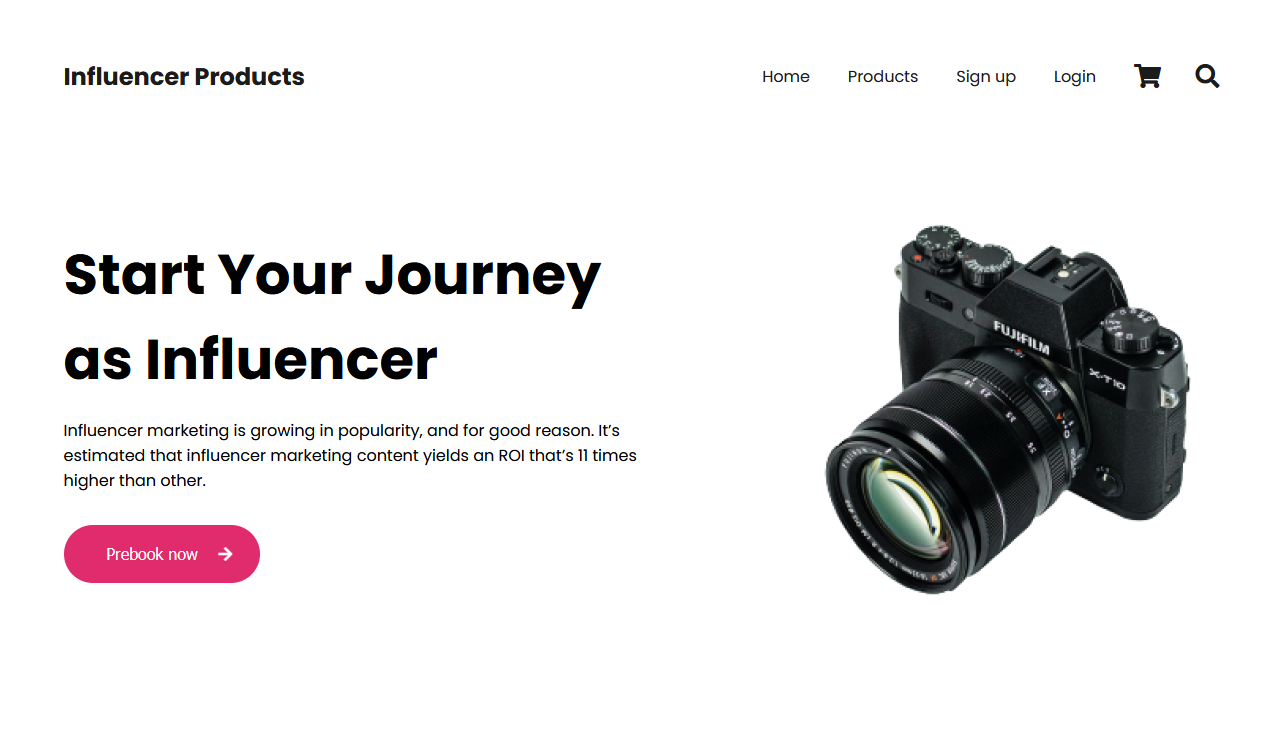 Influencer Products
Home
Products
Sign up
Login
Start Your Journey
as Influencer
Influencer marketing is growing in popularity, and for good reason. It’s
estimated that influencer marketing content yields an ROI that’s 11 times
higher than other.
Prebook now
FUJIFILM
X-T10